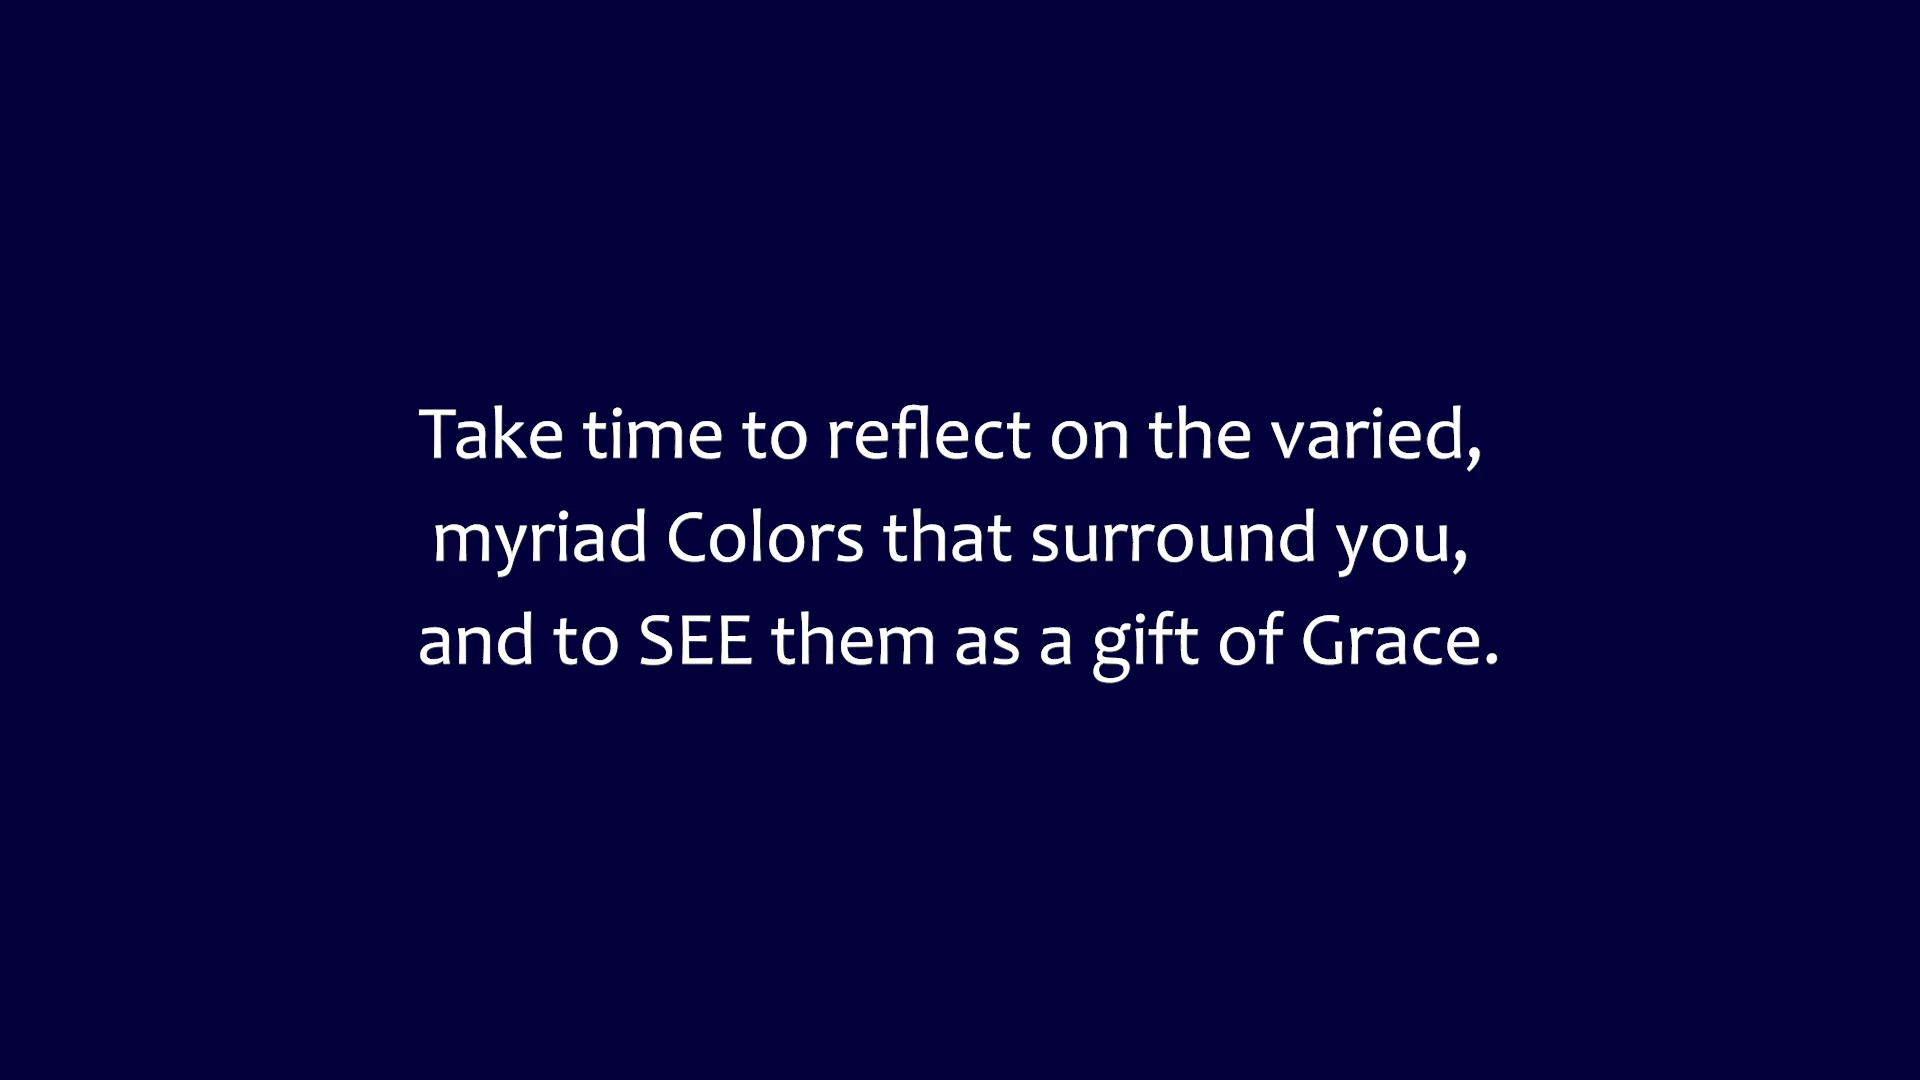 Take time to reflect on the varied,
myriad Colors that surround you,
and to SEE them as a gift of Grace.